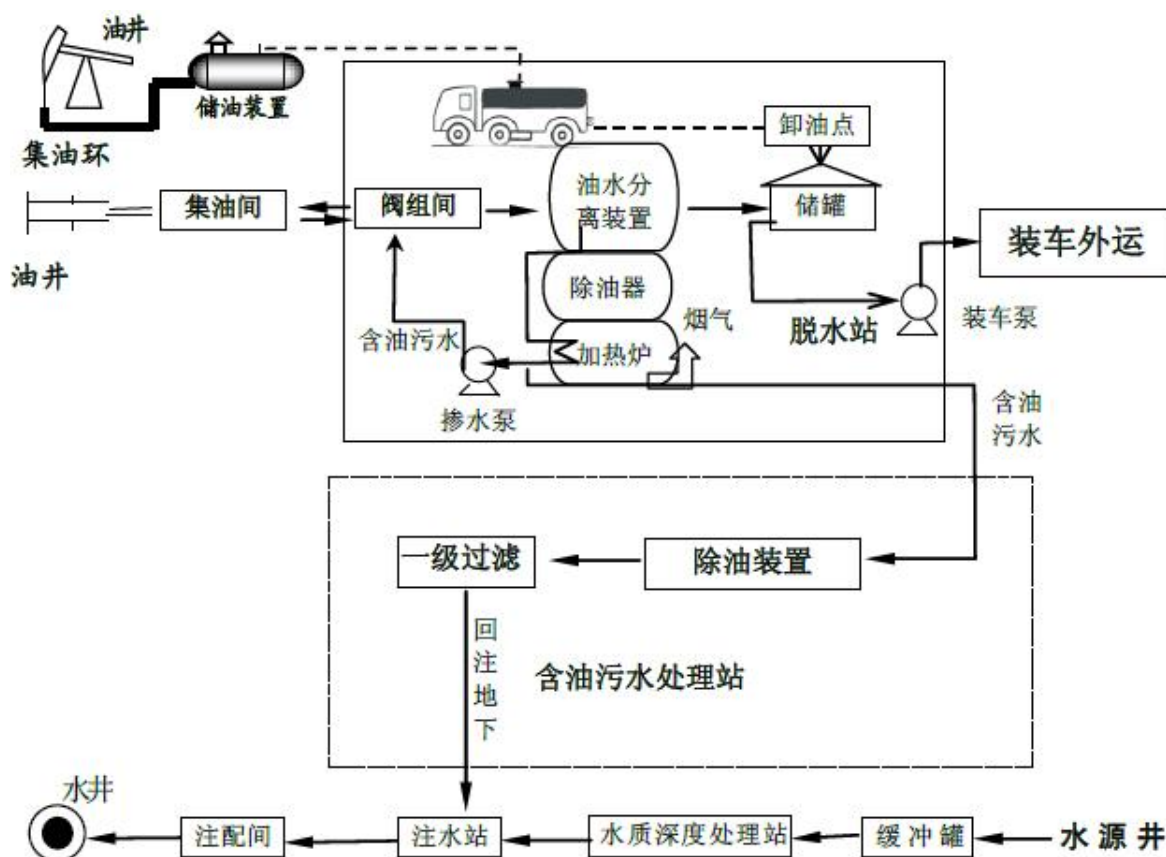 油井
储油装置
集油环
卸油点
集油间
阀组间
油水分
离装置
储罐
装车外运
油井
除油器
烟气
脱水站
装车泵
含油污水
加热炉
掺水泵
含油
污水
一级过滤
除油装置
回
注
地
下
含油污水处理站
水井
注配间
注水站
水质深度处理站
缓冲罐
水源井